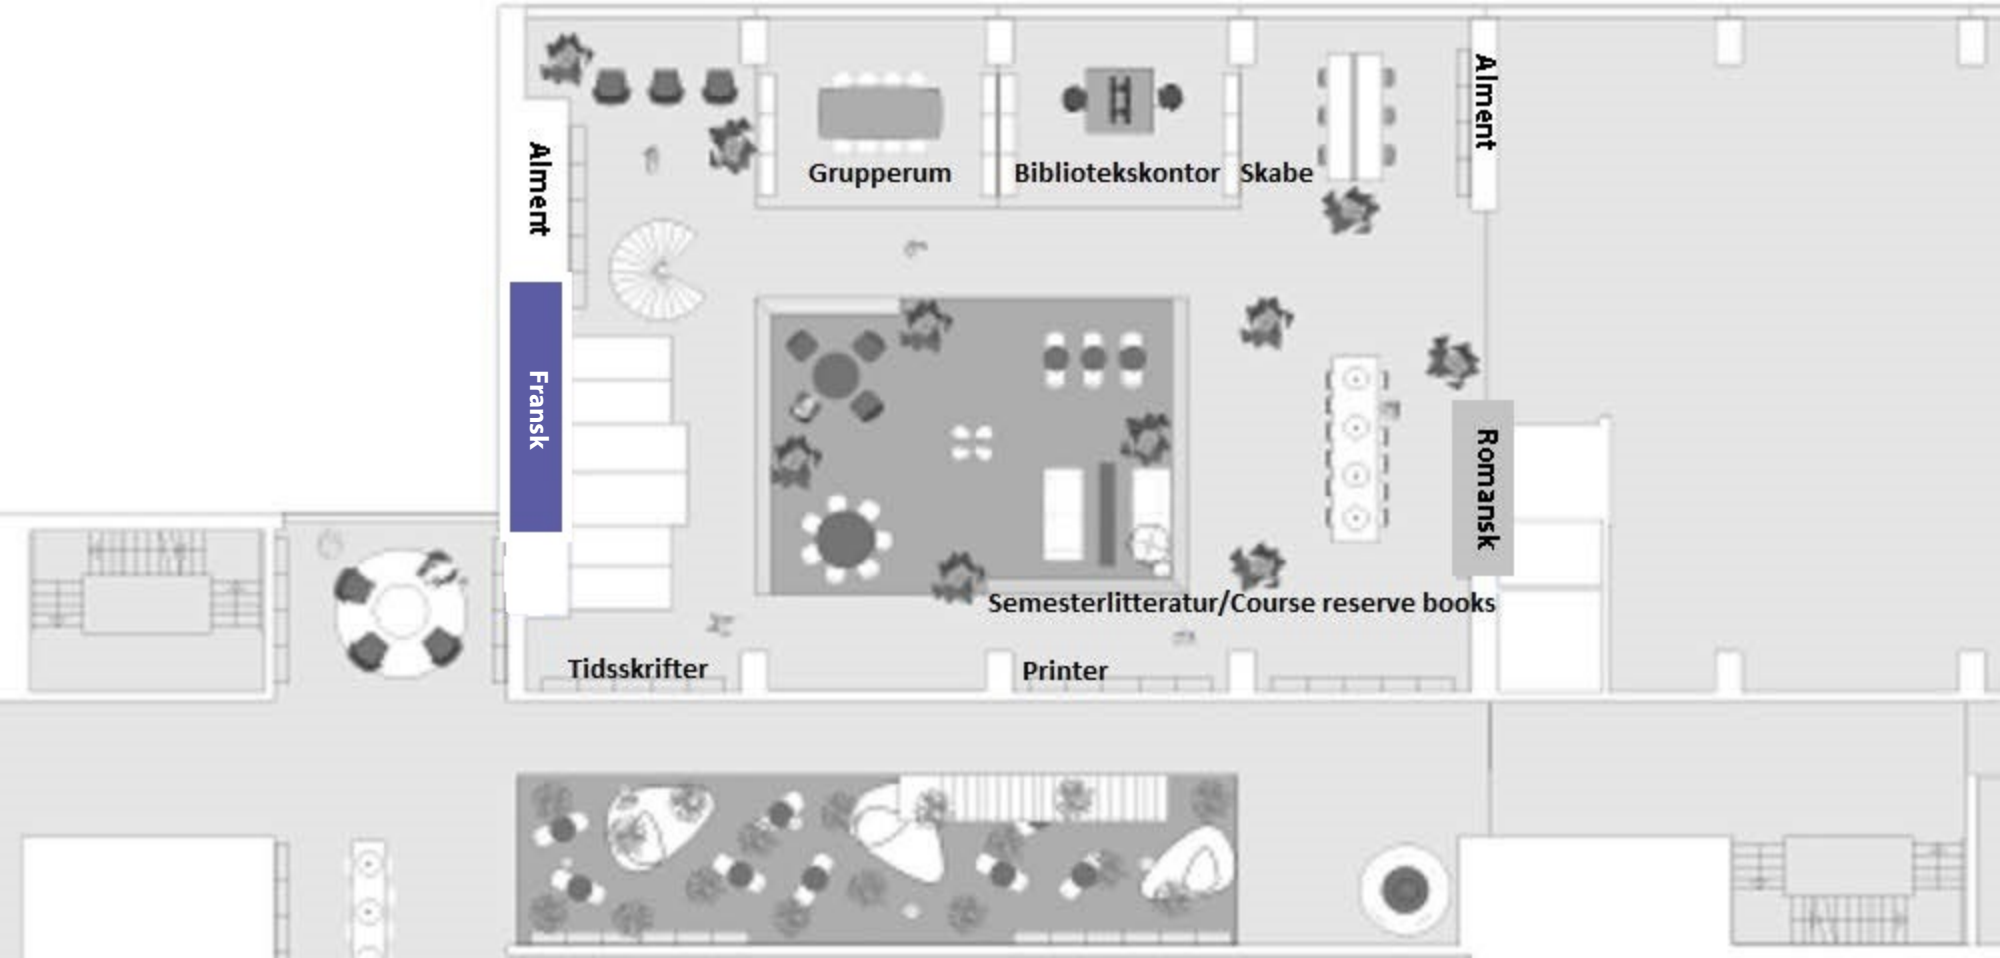 Alment
Grupperum
Bibliotekskontor
Skabe
Alment
Fransk
Romansk
Semesterlitteratur/Course reserve books
Tidsskrifter
Printer